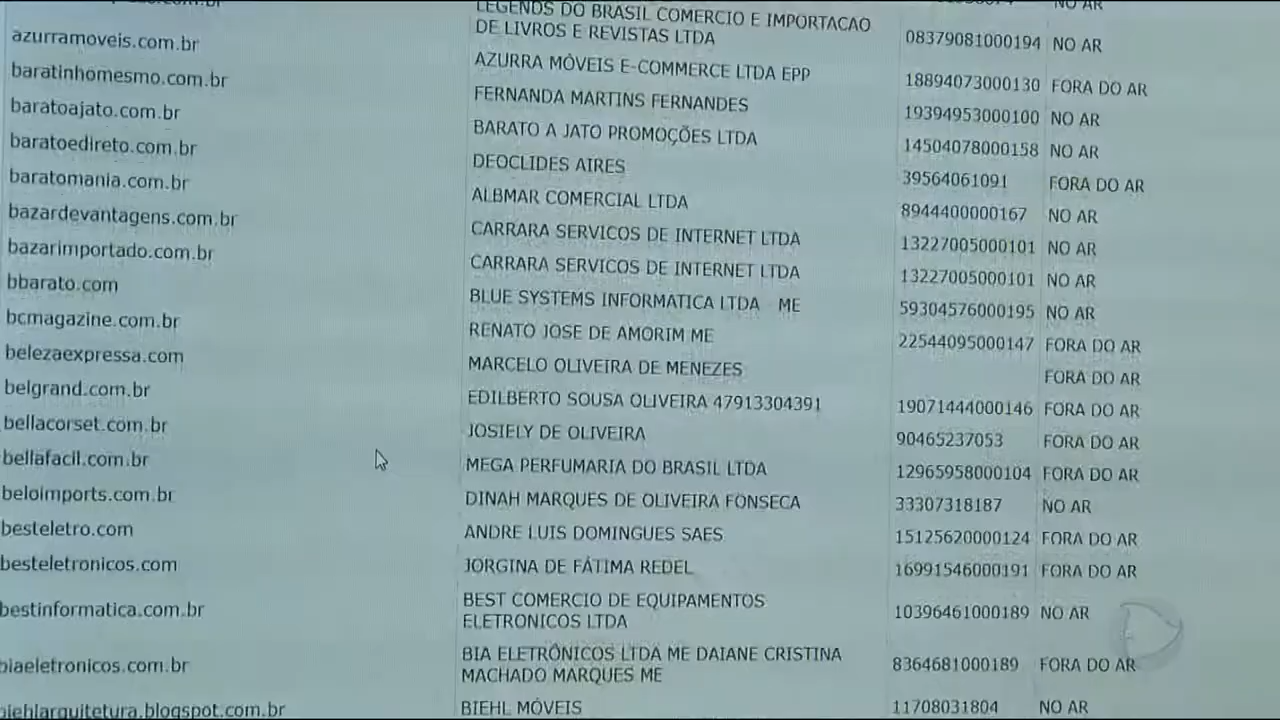 NO AR
LEGENDS DO BRASIL COMERCIO E IMPORTACAO
DE LIVROS E REVISTAS LTDA 08379081000194 NO AR
azurramoveis.com.br AZURRA MÓVEIS E-COMMERCE LTDA EPP 18894073000130 FORA DO AR
baratinhomesmo.com.br FERNANDA MARTINS FERNANDES 19394953000100 NO AR
baratoajato.com.br BARATO A JATO PROMOÇÕES LTDA 14504078000158 NO AR
baratoedireto.com.br DEOCLIDES AIRES 39564061091 FORA DO AR
baratomania.com.br ALBMAR COMERCIAL LTDA 8944400000167 NO AR
bazardevantagens.com.br CARRARA SERVICOS DE INTERNET LTDA 13227005000101 NO AR
bazarimportado.com.br CARRARA SERVICOS DE INTERNET LTDA 13227005000101 NO AR
bbarato.com BLUE SYSTEMS INFORMATICA LTDA ME 59304576000195 NO AR
bcmagazine.com.br RENATO JOSE DE AMORIM ME 22544095000147 FORA DO AR
belezaexpressa.com MARCELO OLIVEIRA DE MENEZES FORA DO AR
belgrand.com.br EDILBERTO SOUSA OLIVEIRA 47913304391 19071444000146 FORA DO AR
bellacorset.com.br JOSIELY DE OLIVEIRA 90465237053 FORA DO AR
bellafacil.com.br MEGA PERFUMARIA DO BRASIL LTDA 12965958000104 FORA DO AR
beloimports.com.br DINAH MARQUES DE OLIVEIRA FONSECA 33307318187 NO AR
besteletro.com ANDRE LUIS DOMINGUES SAES 15125620000124 FORA DO AR
besteletronicos.com JORGINA DE FÁTIMA REDEL 16991546000191 FORA DO AR
bestinformatica.com.br BEST COMERCIO DE EQUIPAMENTOS
ELETRONICOS LTDA 10396461000189 NO AR
biaeletronicos.com.br BIA ELETRÔNICOS LTDA ME DAIANE CRISTINA
MACHADO MARQUES ME 8364681000189 FORA DO AR
biehlarquitetura.blogspot.com.br BIEHL MÓVEIS 11708031804 NO AR